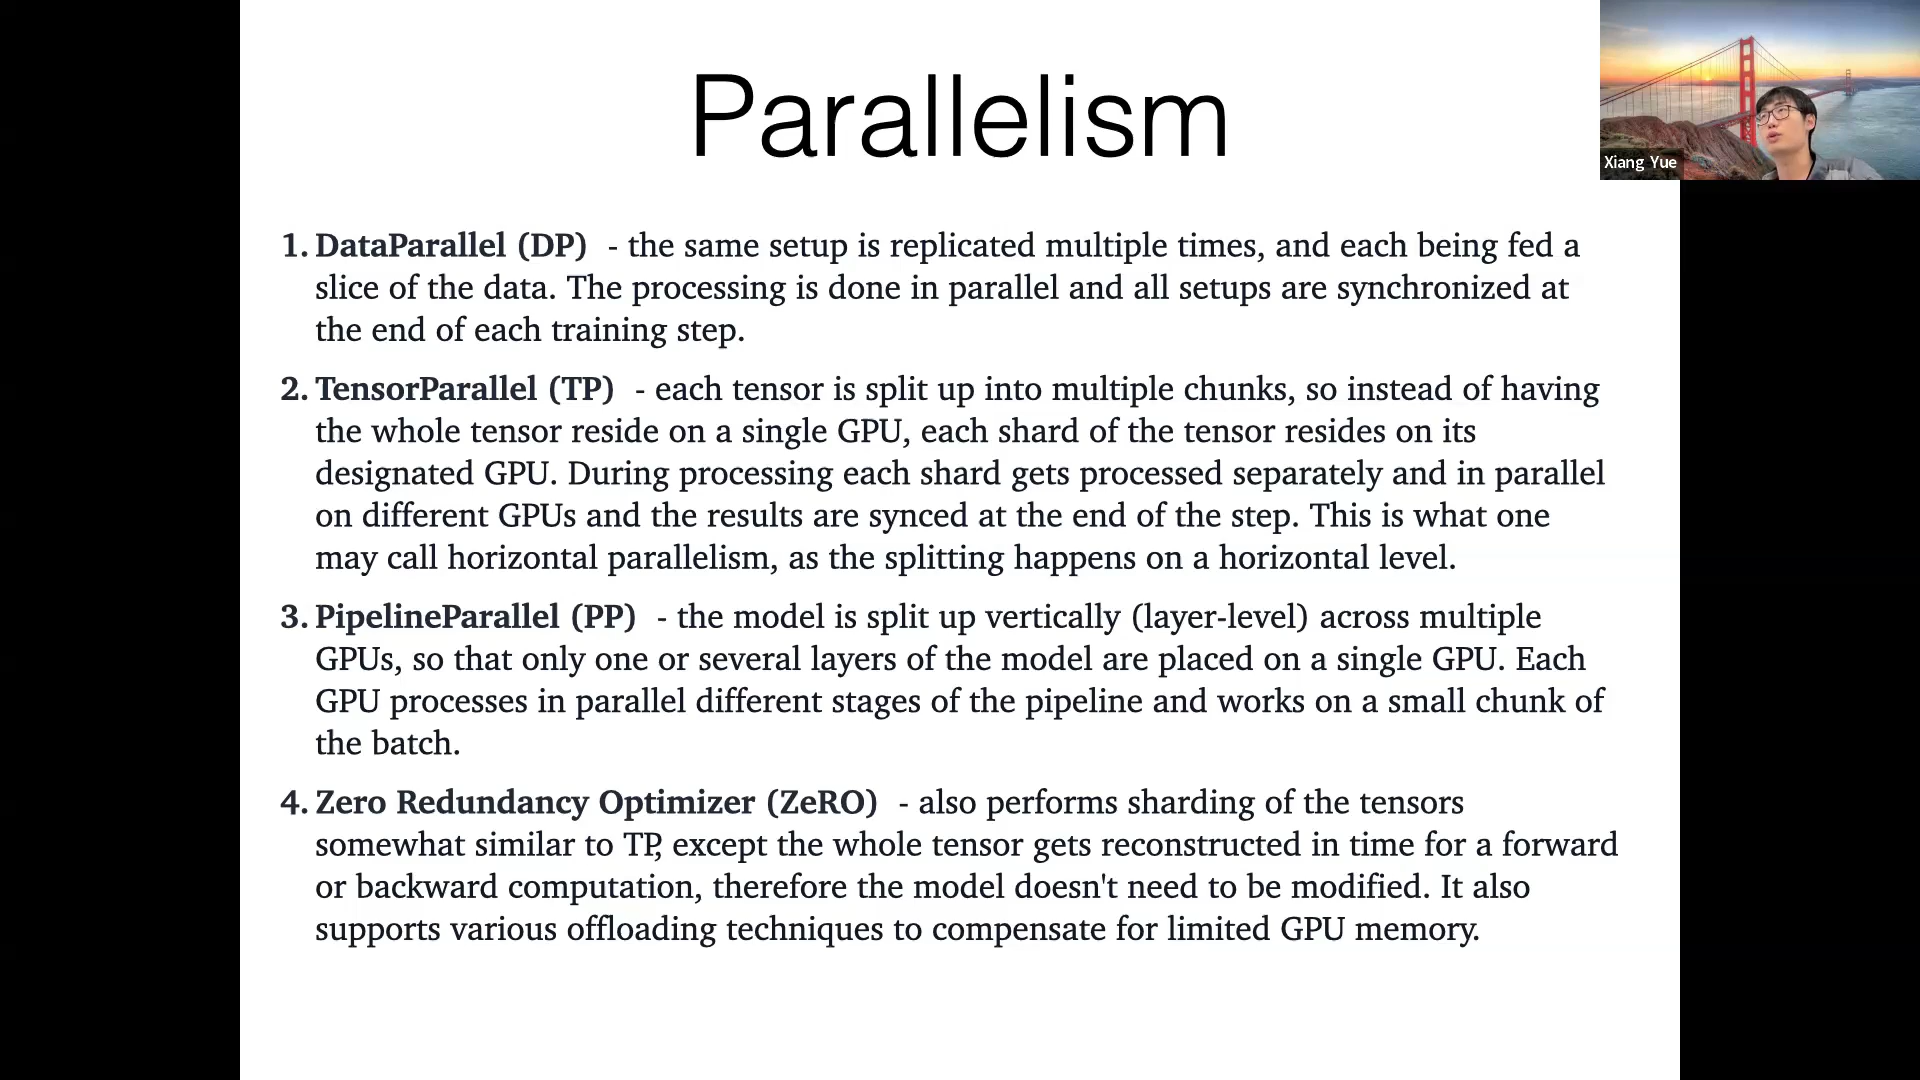 Parallelism
Xiang Yue
1. DataParallel (DP) - the same setup is replicated multiple times, and each being fed a
slice of the data. The processing is done in parallel and all setups are synchronized at
the end of each training step.
2. TensorParallel (TP) - each tensor is split up into multiple chunks, so instead of having
the whole tensor reside on a single GPU, each shard of the tensor resides on its
designated GPU. During processing each shard gets processed separately and in parallel
on different GPUs and the results are synced at the end of the step. This is what one
may call horizontal parallelism, as the splitting happens on a horizontal level.
3. PipelineParallel (PP) - the model is split up vertically (layer-level) across multiple
GPUs, so that only one or several layers of the model are placed on a single GPU. Each
GPU processes in parallel different stages of the pipeline and works on a small chunk of
the batch.
4. Zero Redundancy Optimizer (ZeRO) - also performs sharding of the tensors
somewhat similar to TP, except the whole tensor gets reconstructed in time for a forward
or backward computation, therefore the model doesn't need to be modified. It also
supports various offloading techniques to compensate for limited GPU memory.